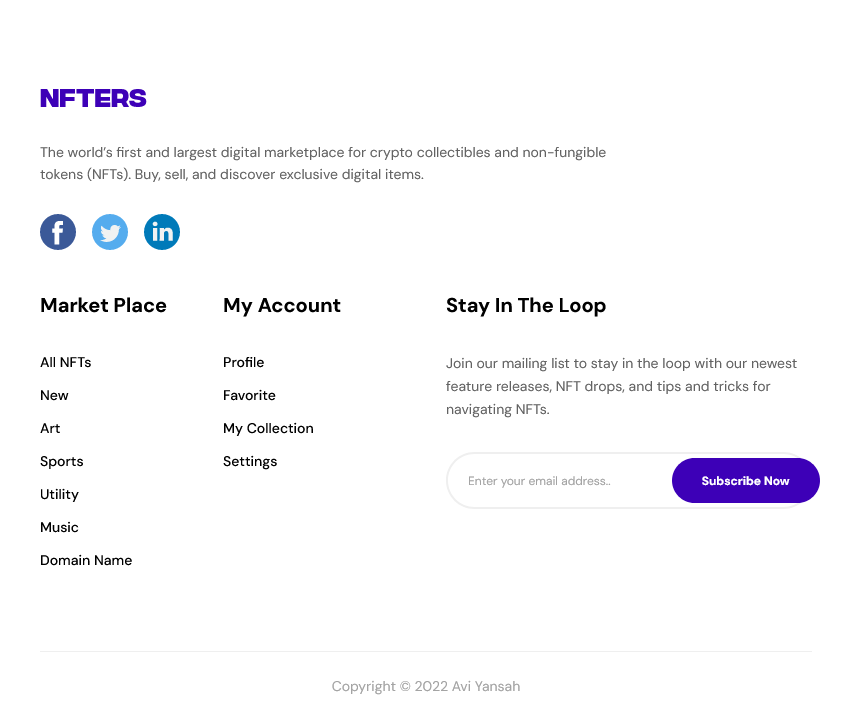 NFTERS
The world’s first and largest digital marketplace for crypto collectibles and non-fungible
tokens (NFTs). Buy, sell, and discover exclusive digital items.
Market Place
All NFTs
New
Art
Sports
Utility
Music
Domain Name
My Account
Profile
Favorite
My Collection
Settings
Stay In The Loop
Join our mailing list to stay in the loop with our newest
feature releases, NFT drops, and tips and tricks for
navigating NFTs.
Enter your email address..
Subscribe Now
Copyright © 2022 Avi Yansah